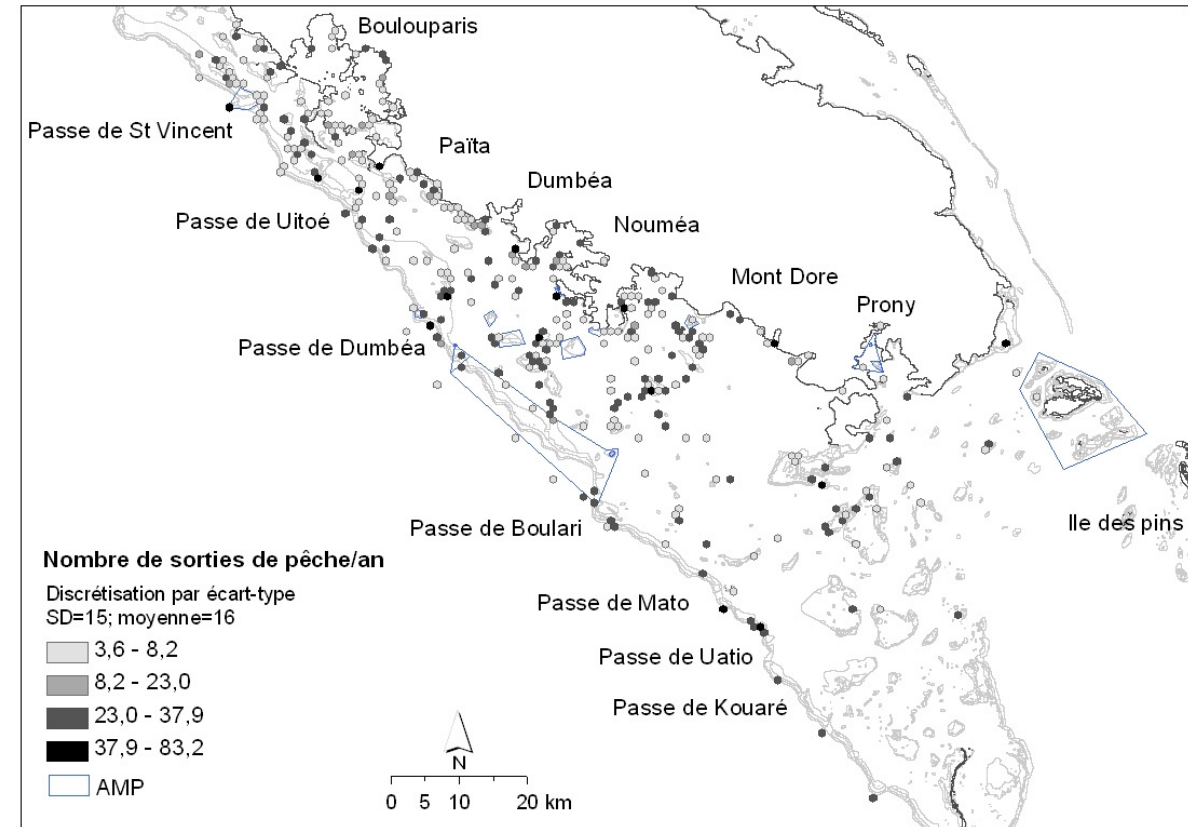 Boulouparis
Passe de St Vincent
Païta
Dumbéa
Passe de Uitoé
Nouméa
Mont Dore
Prony
Passe de Dumbéa
Passe de Boulari
Ile des pins
Nombre de sorties de pêche/an
Discrétisation par écart-type
SD=15; moyenne=16
3,6 - 8,2
8,2 - 23,0
23,0 - 37,9
37,9 - 83,2
AMP
Passe de Mato
Passe de Uatio
Passe de Kouaré
N
0 5 10 20 km